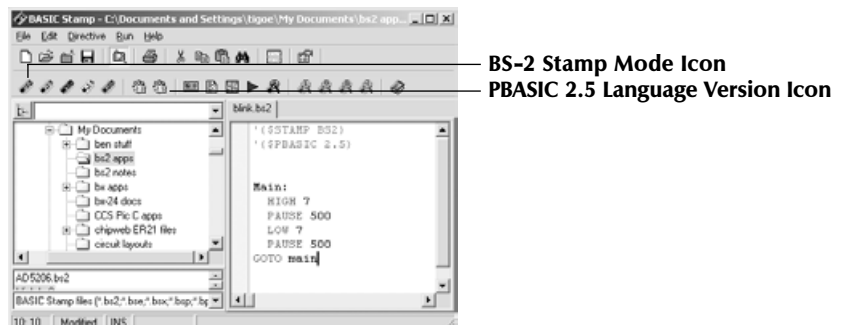 BASIC Stamp - C:\Documents and Settings\tigoe\My Documents\bs2 app...
File Edit Directive Run Help
BS-2 Stamp Mode Icon
PBASIC 2.5 Language Version Icon
blink.bs2
My Documents
ben stuff
bs2 apps
bs2 notes
bx apps
bx-24 docs
CCS Pic C apps
chipweb ER21 files
circuit layouts
'{$STAMP BS2}
'{$PBASIC 2.5}
Main:
HIGH 7
PAUSE 500
LOW 7
PAUSE 500
GOTO main
AD5206.bs2
BASIC Stamp files (*.bs2,*.bse,*.bsx,*.bsp,*.bp
10: 10 Modified INS